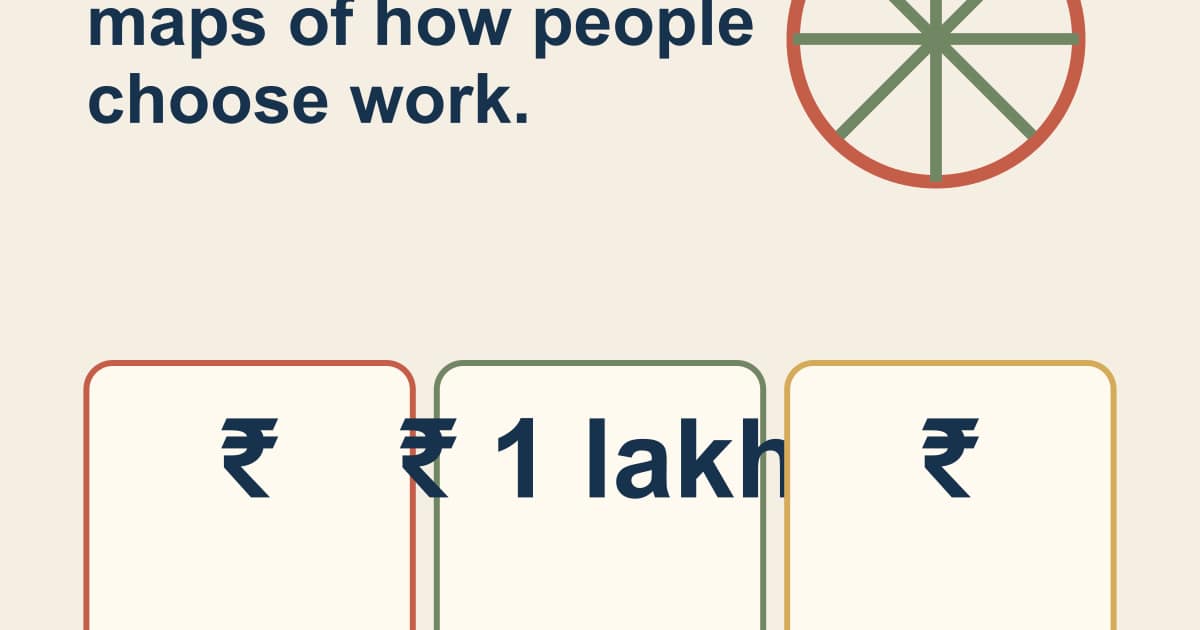 maps of how people
choose work.
₹ ₹ 1 lakh ₹